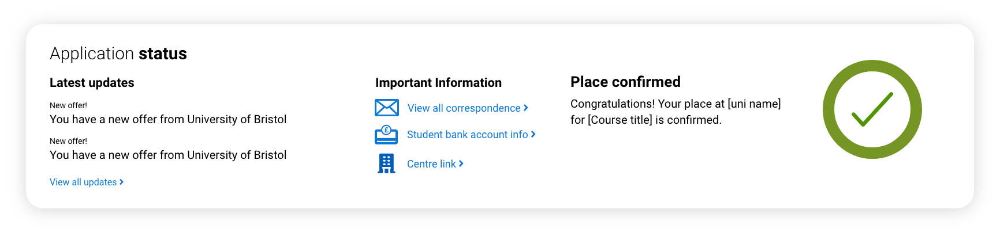 Application status
Latest updates
New offer!
You have a new offer from University of Bristol
New offer!
You have a new offer from University of Bristol
View all updates
Important Information
View all correspondence
£
Student bank account info
Centre link
Place confirmed
Congratulations! Your place at [uni name]
for [Course title] is confirmed.